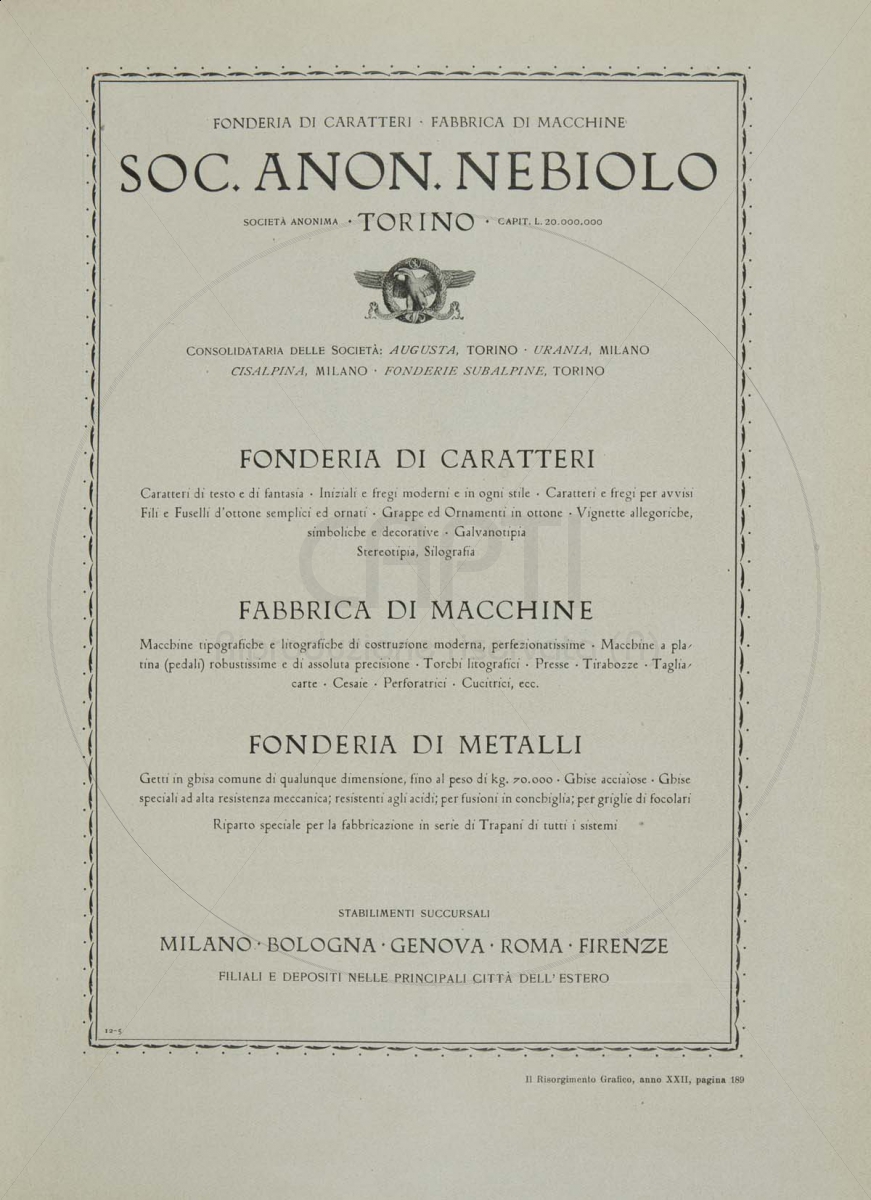 FONDERIA DI CARATTERI · FABBRICA DI MACCHINE
SOC. ANON. NEBIOLO
SOCIETÀ ANONIMA · TORINO · CAPIT. L. 20.000.000
CONSOLIDATARIA DELLE SOCIETÀ: AUGUSTA, TORINO · URANIA, MILANO
CISALPINA, MILANO · FONDERIE SUBALPINE, TORINO
FONDERIA DI CARATTERI
Caratteri di testo e di fantasia · Iniziali e fregi moderni e in ogni stile · Caratteri e fregi per avvisi
Fili e Fuselli d'ottone semplici ed ornati · Grappe ed Ornamenti in ottone · Vignette allegoriche,
simboliche e decorative · Galvanotipia
Stereotipia, Silografia
CHPTI
FABBRICA DI MACCHINE
Macchine tipografiche e litografiche di costruzione moderna, perfezionatissime · Macchine a pla-
tina (pedali) robustissime e di assoluta precisione · Torchi litografici · Presse · Tirabozze · Taglia-
carte · Cesaie · Perforatrici · Cucitrici, ecc.
FONDERIA DI METALLI
Getti in ghisa comune di qualunque dimensione, fino al peso di kg. 70.000 · Ghise acciaiose · Ghise
speciali ad alta resistenza meccanica; resistenti agli acidi; per fusioni in conchiglia; per griglie di focolari
Riparto speciale per la fabbricazione in serie di Trapani di tutti i sistemi
STABILIMENTI SUCCURSALI
MILANO · BOLOGNA · GENOVA · ROMA · FIRENZE
FILIALI E DEPOSITI NELLE PRINCIPALI CITTÀ DELL'ESTERO
12-5
Il Risorgimento Grafico, anno XXII, pagina 189